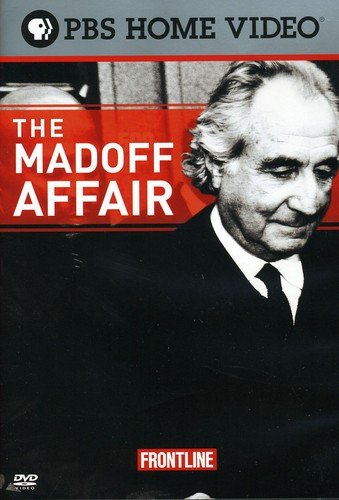 PBS HOME VIDEO®
THE
MADOFF
AFFAIR
FRONTLINE
DVD
VIDEO